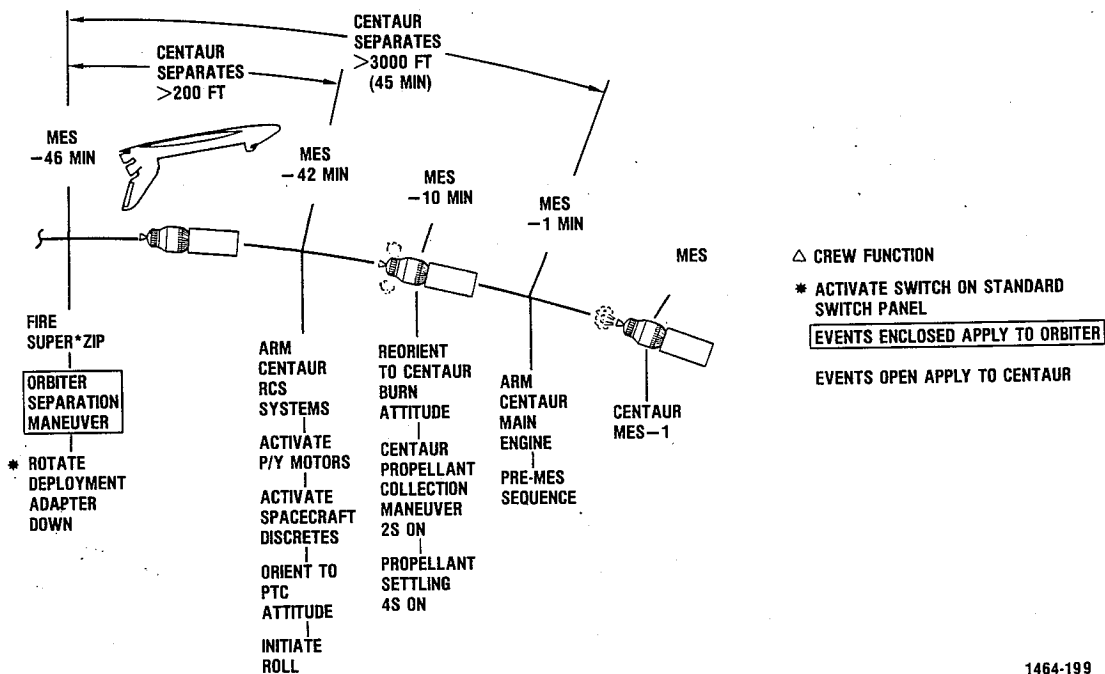 CENTAUR
SEPARATES
>3000 FT
(45 MIN)
CENTAUR
SEPARATES
>200 FT
MES
−46 MIN
MES
−42 MIN
MES
−10 MIN
MES
−1 MIN
MES
FIRE
SUPER*ZIP
ORBITER
SEPARATION
MANEUVER
* ROTATE
DEPLOYMENT
ADAPTER
DOWN
ARM
CENTAUR
RCS
SYSTEMS
ACTIVATE
P/Y MOTORS
ACTIVATE
SPACECRAFT
DISCRETES
ORIENT TO
PTC
ATTITUDE
INITIATE
ROLL
REORIENT
TO CENTAUR
BURN
ATTITUDE
CENTAUR
PROPELLANT
COLLECTION
MANEUVER
2S ON
PROPELLANT
SETTLING
4S ON
ARM
CENTAUR
MAIN
ENGINE
PRE-MES
SEQUENCE
CENTAUR
MES−1
△ CREW FUNCTION
* ACTIVATE SWITCH ON STANDARD
SWITCH PANEL
EVENTS ENCLOSED APPLY TO ORBITER
EVENTS OPEN APPLY TO CENTAUR
1464-199